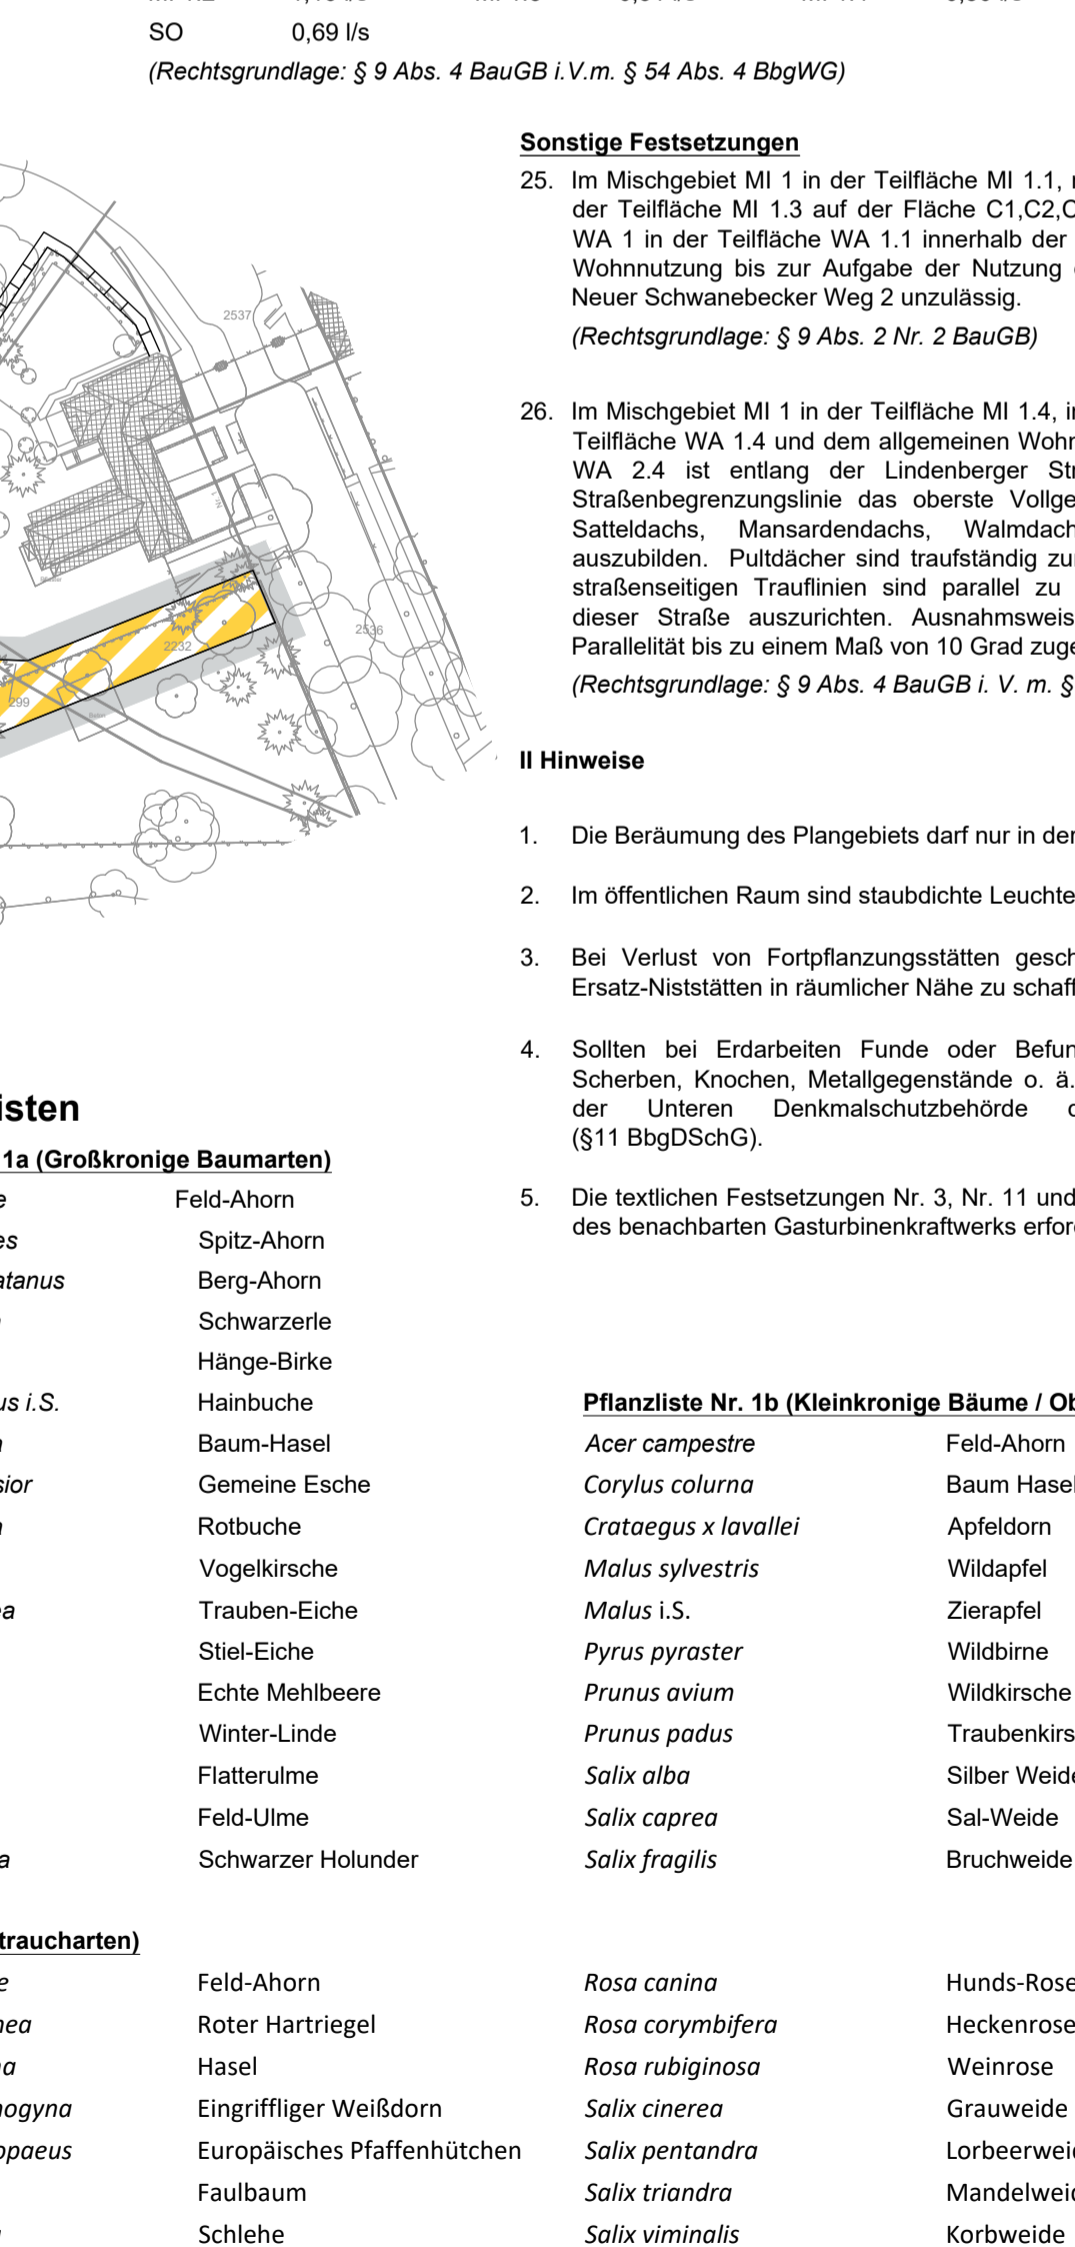 SO 0,69 l/s
(Rechtsgrundlage: § 9 Abs. 4 BauGB i.V.m. § 54 Abs. 4 BbgWG)
Sonstige Festsetzungen
25. Im Mischgebiet MI 1 in der Teilfläche MI 1.1,
der Teilfläche MI 1.3 auf der Fläche C1,C2,
WA 1 in der Teilfläche WA 1.1 innerhalb der
Wohnnutzung bis zur Aufgabe der Nutzung
Neuer Schwanebecker Weg 2 unzulässig.
(Rechtsgrundlage: § 9 Abs. 2 Nr. 2 BauGB)
26. Im Mischgebiet MI 1 in der Teilfläche MI 1.4,
Teilfläche WA 1.4 und dem allgemeinen Wohn
WA 2.4 ist entlang der Lindenberger Str
Straßenbegrenzungslinie das oberste Vollge
Satteldachs, Mansardendachs, Walmdach
auszubilden. Pultdächer sind traufständig zu
straßenseitigen Trauflinien sind parallel zu
dieser Straße auszurichten. Ausnahmsweis
Parallelität bis zu einem Maß von 10 Grad zuge
(Rechtsgrundlage: § 9 Abs. 4 BauGB i. V. m. §
2537
2536
2232
299
Nr. 1
II Hinweise
1. Die Beräumung des Plangebiets darf nur in der
2. Im öffentlichen Raum sind staubdichte Leuchte
3. Bei Verlust von Fortpflanzungsstätten gesch
Ersatz-Niststätten in räumlicher Nähe zu schaff
4. Sollten bei Erdarbeiten Funde oder Befun
Scherben, Knochen, Metallgegenstände o. ä.
der Unteren Denkmalschutzbehörde
(§11 BbgDSchG).
5. Die textlichen Festsetzungen Nr. 3, Nr. 11 und
des benachbarten Gasturbinenkraftwerks erfor
isten
1a (Großkronige Baumarten)
e Feld-Ahorn
es Spitz-Ahorn
atanus Berg-Ahorn
Schwarzerle
Hänge-Birke
us i.S. Hainbuche
a Baum-Hasel
sior Gemeine Esche
a Rotbuche
Vogelkirsche
ea Trauben-Eiche
Stiel-Eiche
Echte Mehlbeere
Winter-Linde
Flatterulme
Feld-Ulme
a Schwarzer Holunder
Pflanzliste Nr. 1b (Kleinkronige Bäume / Ob
Acer campestre Feld-Ahorn
Corylus colurna Baum Hasel
Crataegus x lavallei Apfeldorn
Malus sylvestris Wildapfel
Malus i.S. Zierapfel
Pyrus pyraster Wildbirne
Prunus avium Wildkirsche
Prunus padus Traubenkirs
Salix alba Silber Weide
Salix caprea Sal-Weide
Salix fragilis Bruchweide
traucharten)
e Feld-Ahorn Rosa canina Hunds-Rose
nea Roter Hartriegel Rosa corymbifera Heckenrose
na Hasel Rosa rubiginosa Weinrose
nogyna Eingriffliger Weißdorn Salix cinerea Grauweide
opaeus Europäisches Pfaffenhütchen Salix pentandra Lorbeerweid
Faulbaum Salix triandra Mandelweid
Schlehe Salix viminalis Korbweide